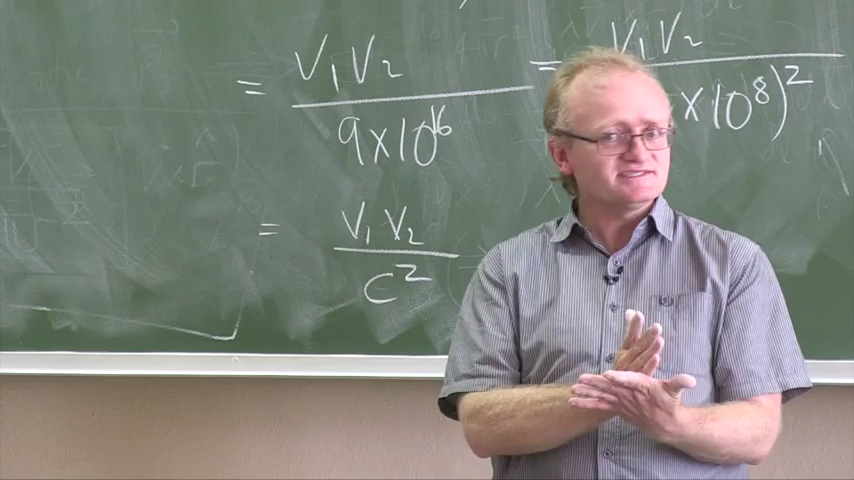 = V₁V₂ / 9×10¹⁶ = V₁V₂ / ×10⁸)²
= V₁V₂ / c²